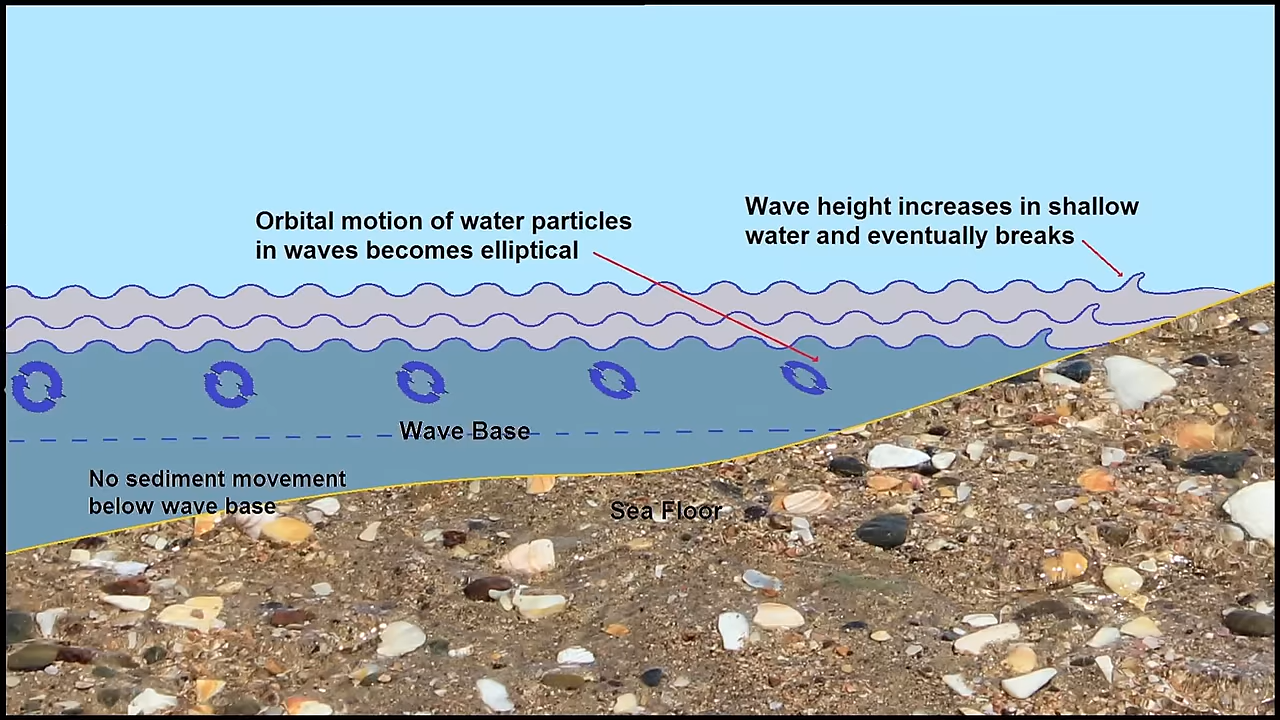 Wave height increases in shallow
water and eventually breaks
Orbital motion of water particles
in waves becomes elliptical
Wave Base
No sediment movement
below wave base
Sea Floor